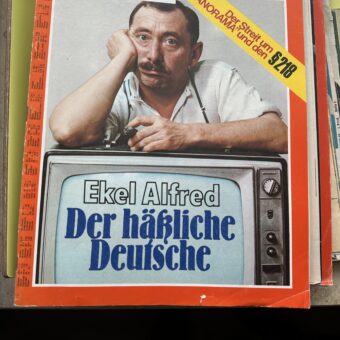 Der Streit um
"PANORAMA" und den
§218
Ekel Alfred
Der häßliche
Deutsche